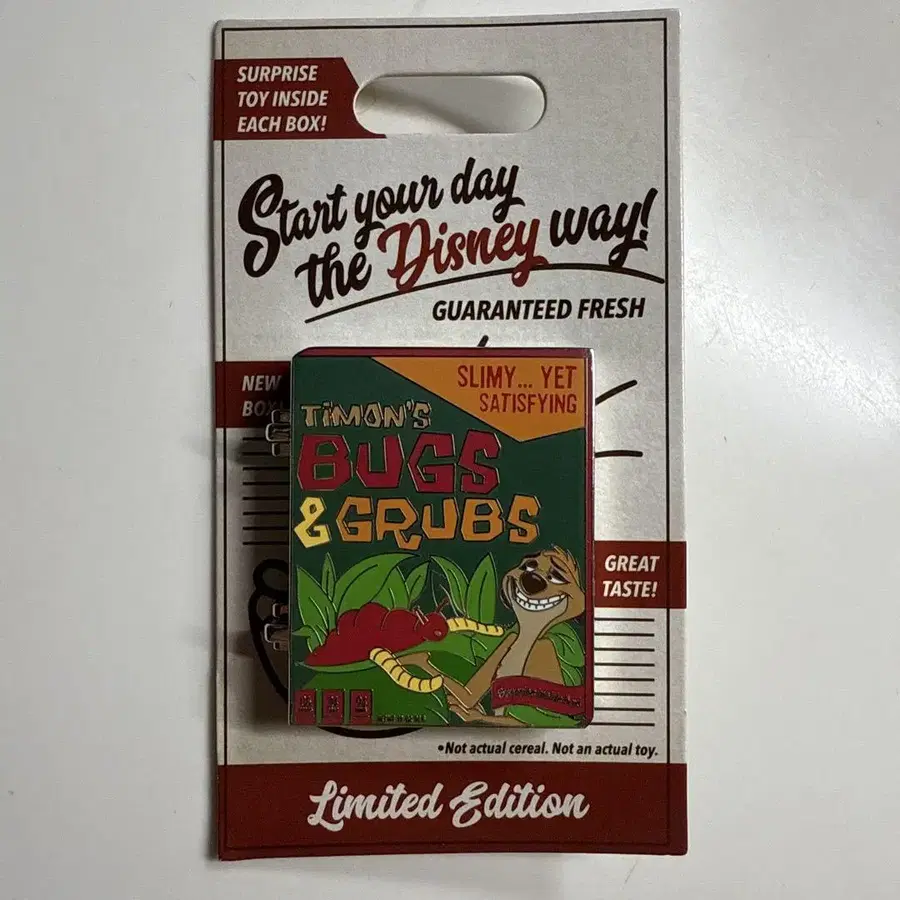 SURPRISE
TOY INSIDE
EACH BOX!
Start your day
the Disney way!
GUARANTEED FRESH
NEW
BOX!
SLIMY... YET
SATISFYING
TIMON'S
BUGS
& GRUBS
GREAT
TASTE!
•Not actual cereal. Not an actual toy.
Limited Edition